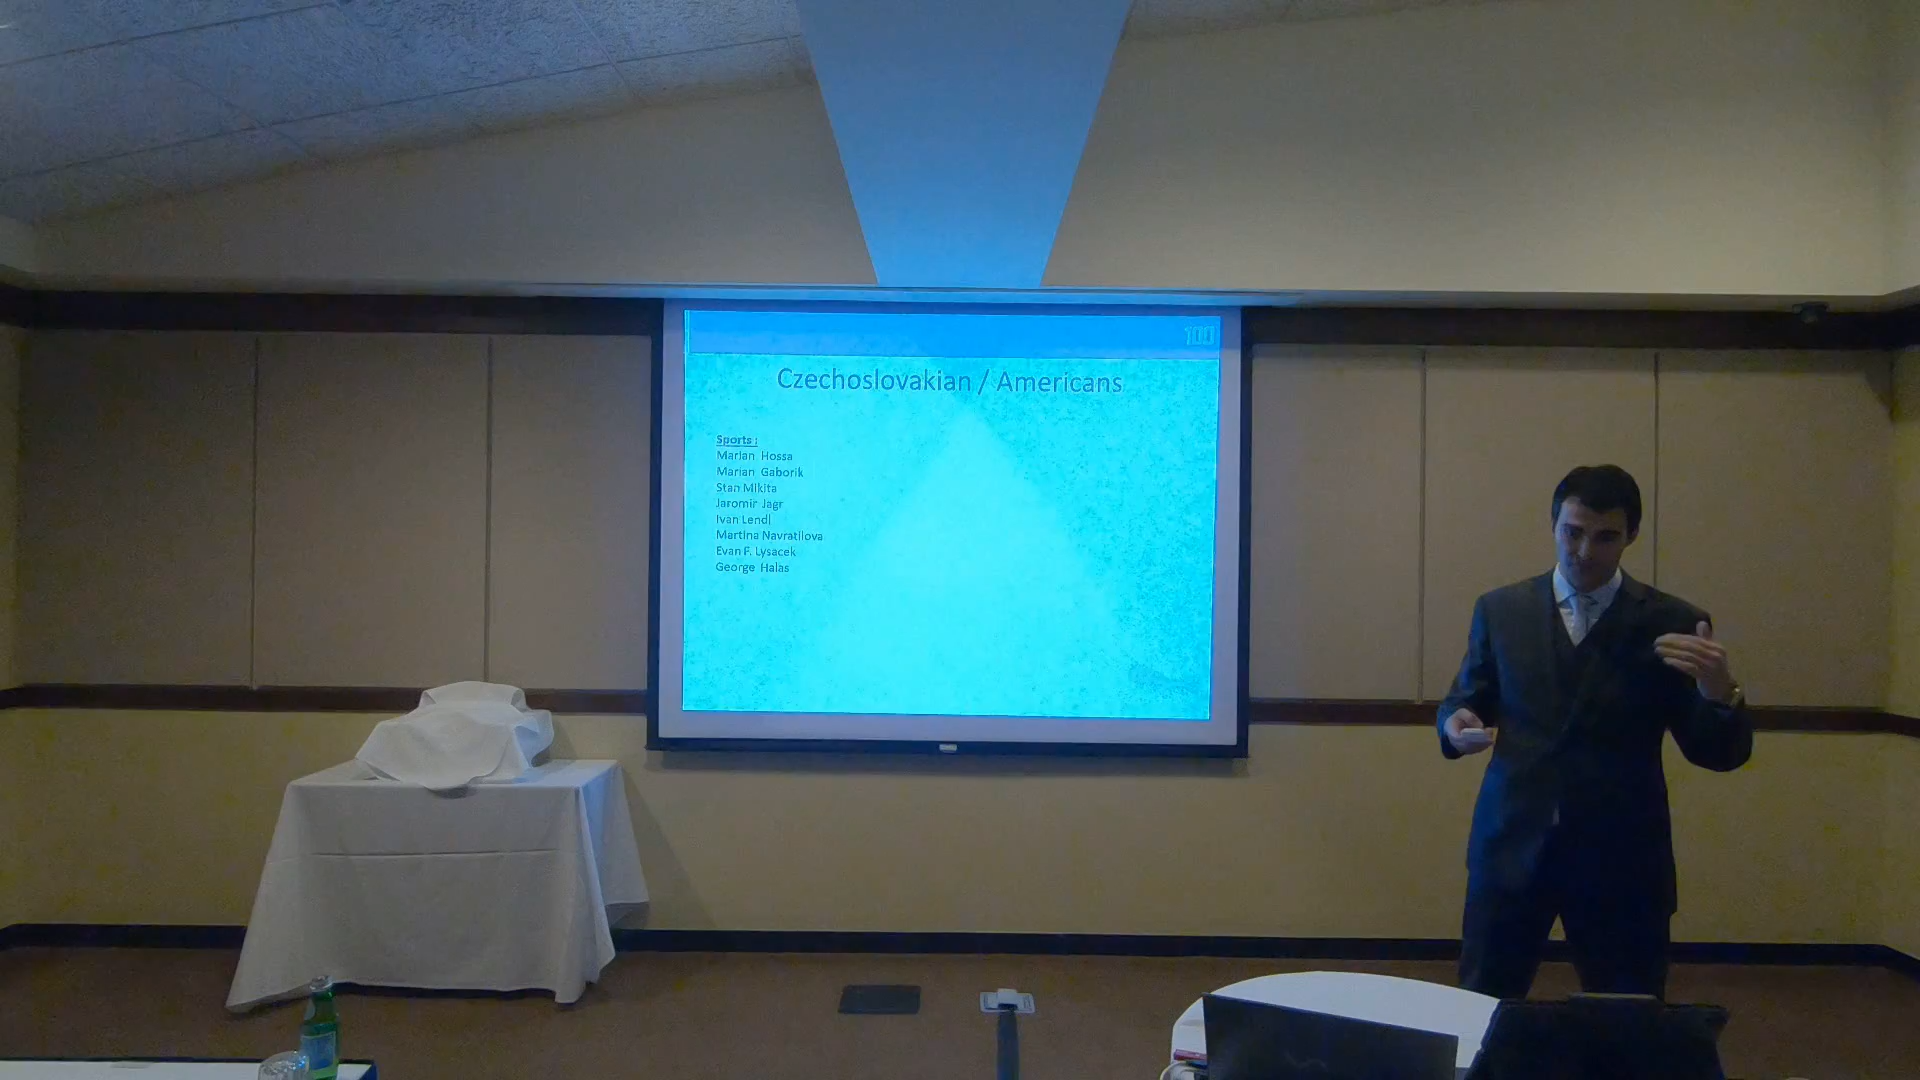 100
Czechoslovakian / Americans
Sports :
Marian Hossa
Marian Gaborik
Stan Mikita
Jaromir Jagr
Ivan Lendl
Martina Navratilova
Evan F. Lysacek
George Halas